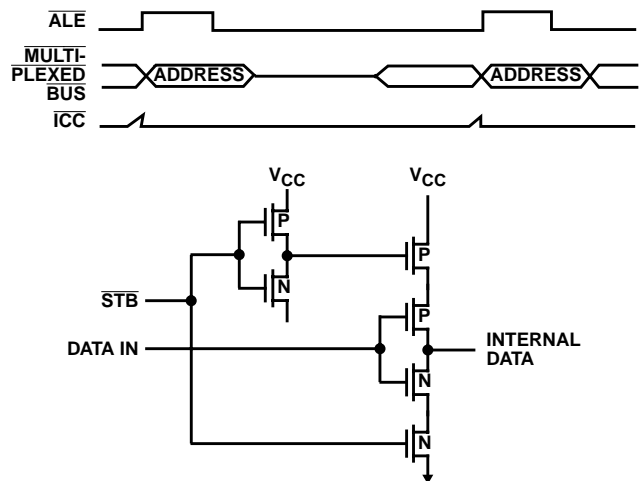 ALE
MULTI-
PLEXED
BUS
ADDRESS
ADDRESS
ICC
VCC
VCC
P
P
N
STB
P
DATA IN
INTERNAL
DATA
N
N